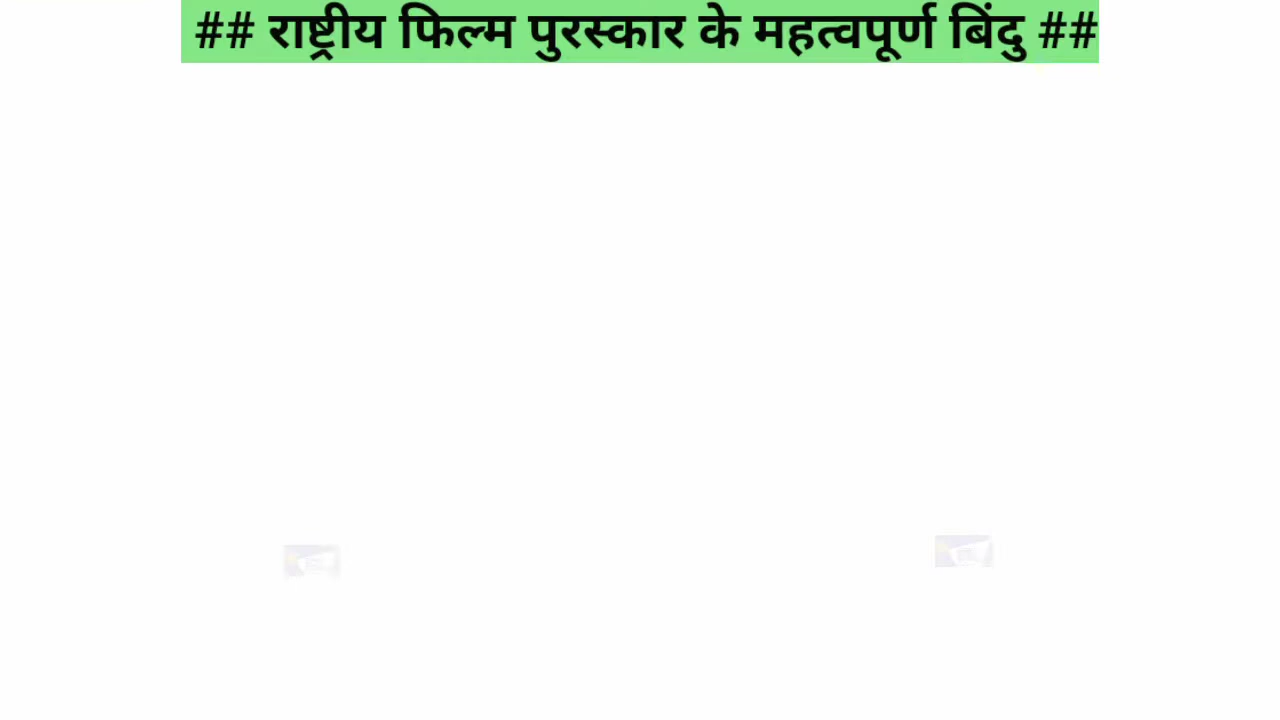 ## राष्ट्रीय फिल्म पुरस्कार के महत्वपूर्ण बिंदु ##